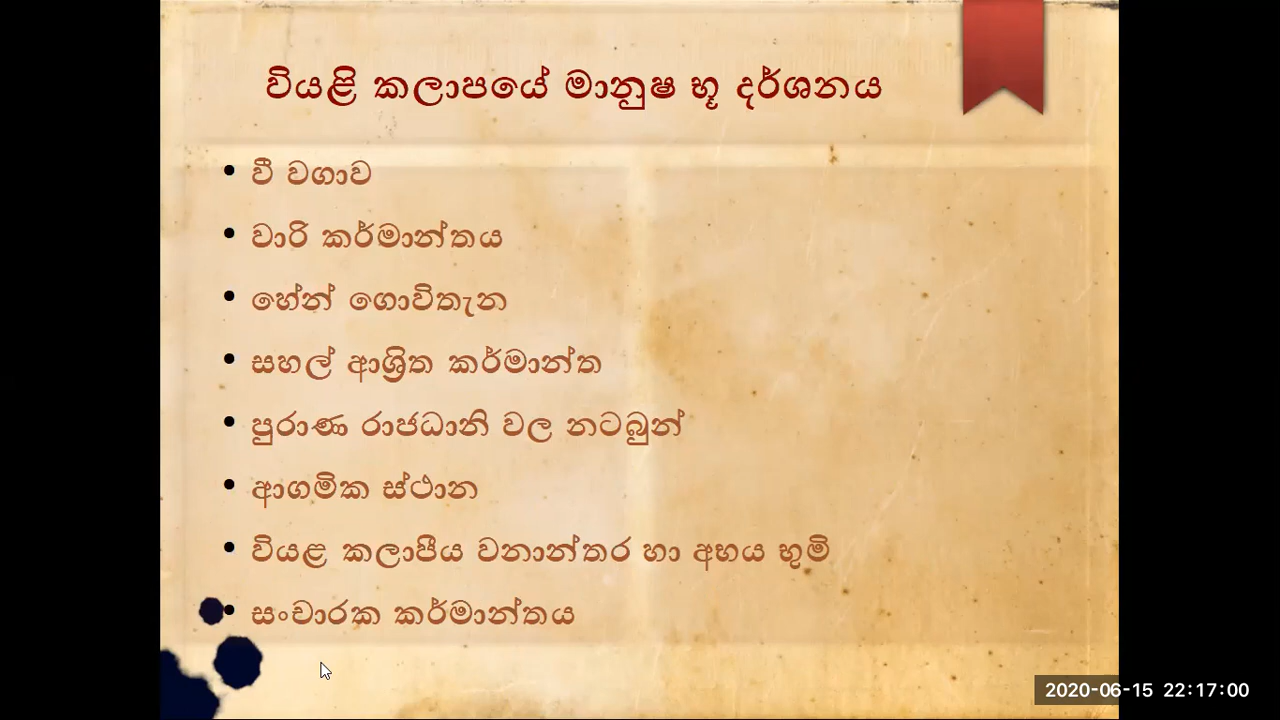 වියළි කලාපයේ මානුෂ භූ දර්ශනය
• වී වගාව
• වාරි කර්මාන්තය
• හේන් ගොවිතැන
• සහල් ආශ්‍රිත කර්මාන්ත
• පුරාණ රාජධානි වල නටබුන්
• ආගමික ස්ථාන
• වියළ කලාපීය වනාන්තර හා අභය භුමි
• සංචාරක කර්මාන්තය
2020-06-15 22:17:00